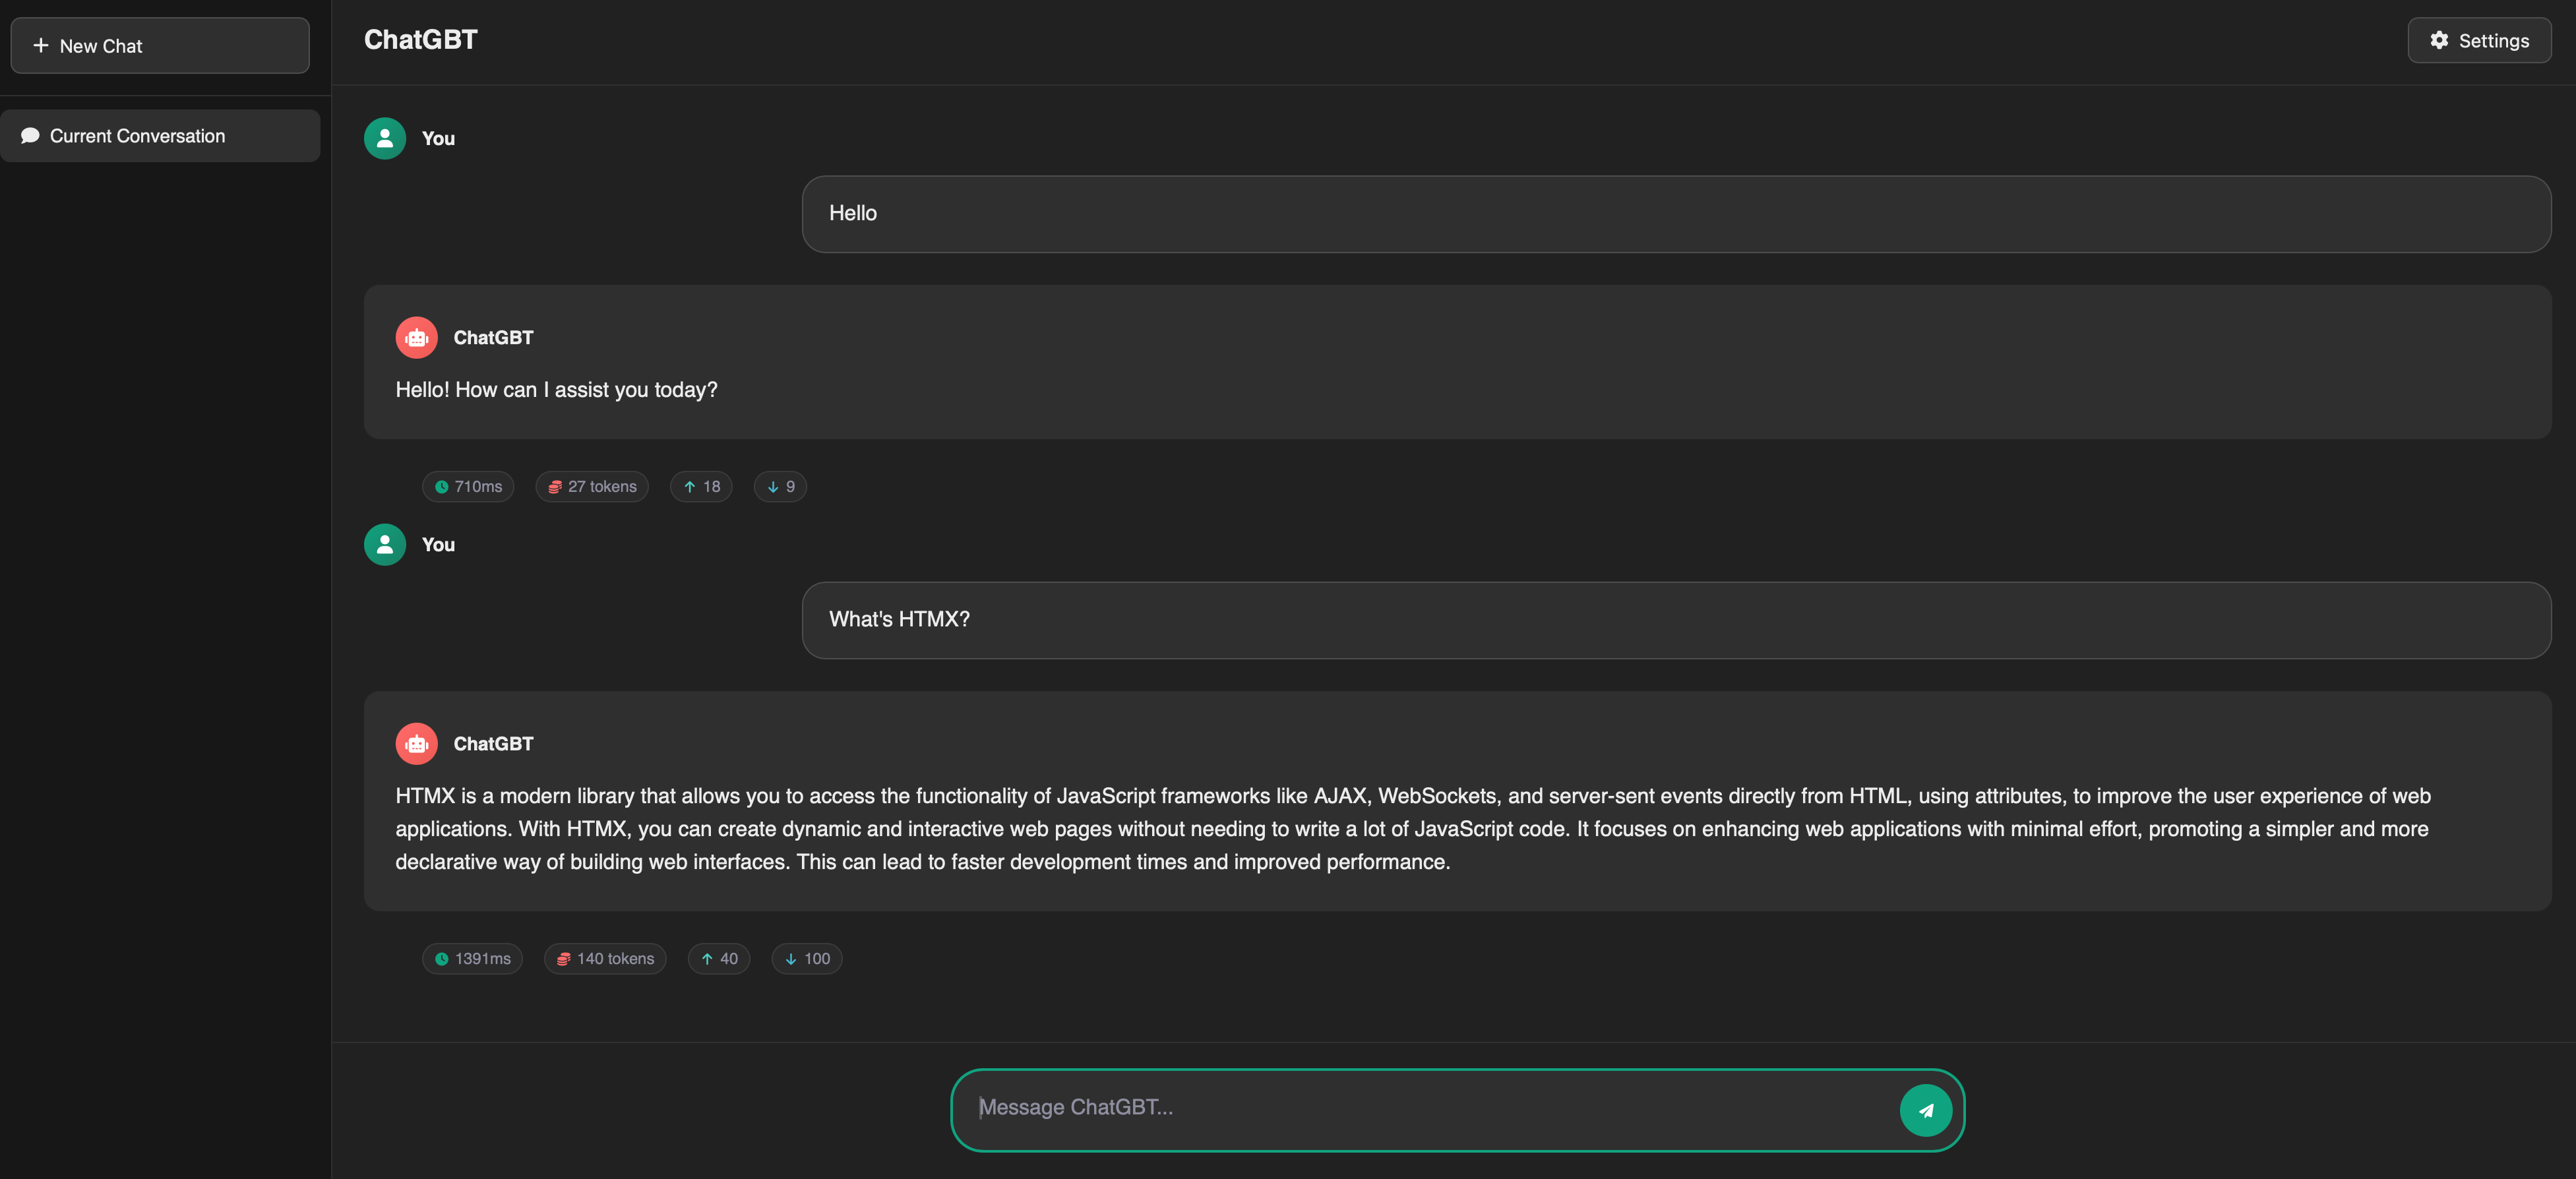 New Chat
Current Conversation
ChatGBT
Settings
You
Hello
ChatGBT
Hello! How can I assist you today?
710ms 27 tokens 18 9
You
What's HTMX?
ChatGBT
HTMX is a modern library that allows you to access the functionality of JavaScript frameworks like AJAX, WebSockets, and server-sent events directly from HTML, using attributes, to improve the user experience of web
applications. With HTMX, you can create dynamic and interactive web pages without needing to write a lot of JavaScript code. It focuses on enhancing web applications with minimal effort, promoting a simpler and more
declarative way of building web interfaces. This can lead to faster development times and improved performance.
1391ms 140 tokens 40 100
Message ChatGBT...